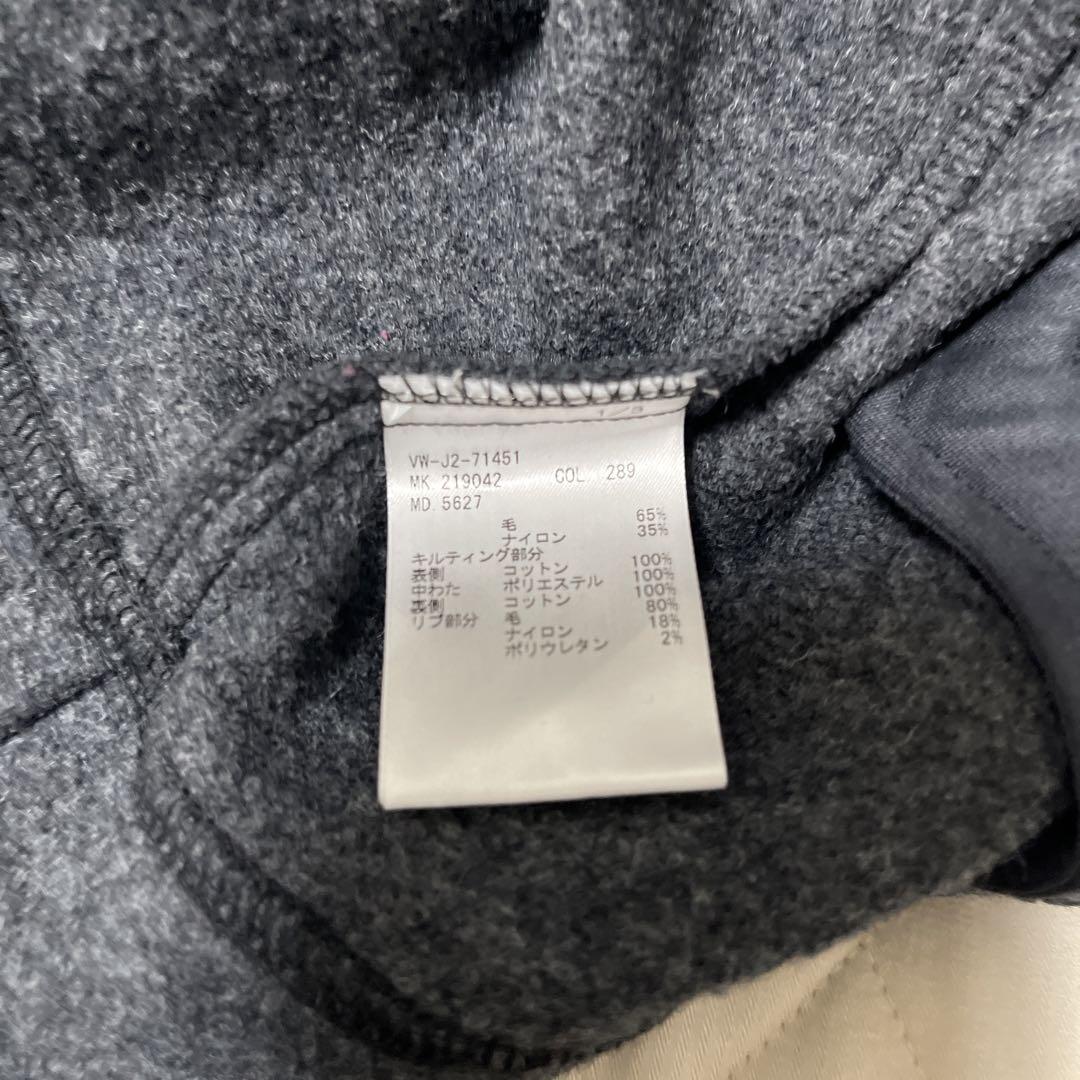 1/3
VW-J2-71451
MK. 219042 COL. 289
MD. 5627
毛 65%
ナイロン 35%
キルティング部分
表側 コットン 100%
中わた ポリエステル 100%
裏側 コットン 100%
リブ部分 毛 80%
ナイロン 18%
ポリウレタン 2%